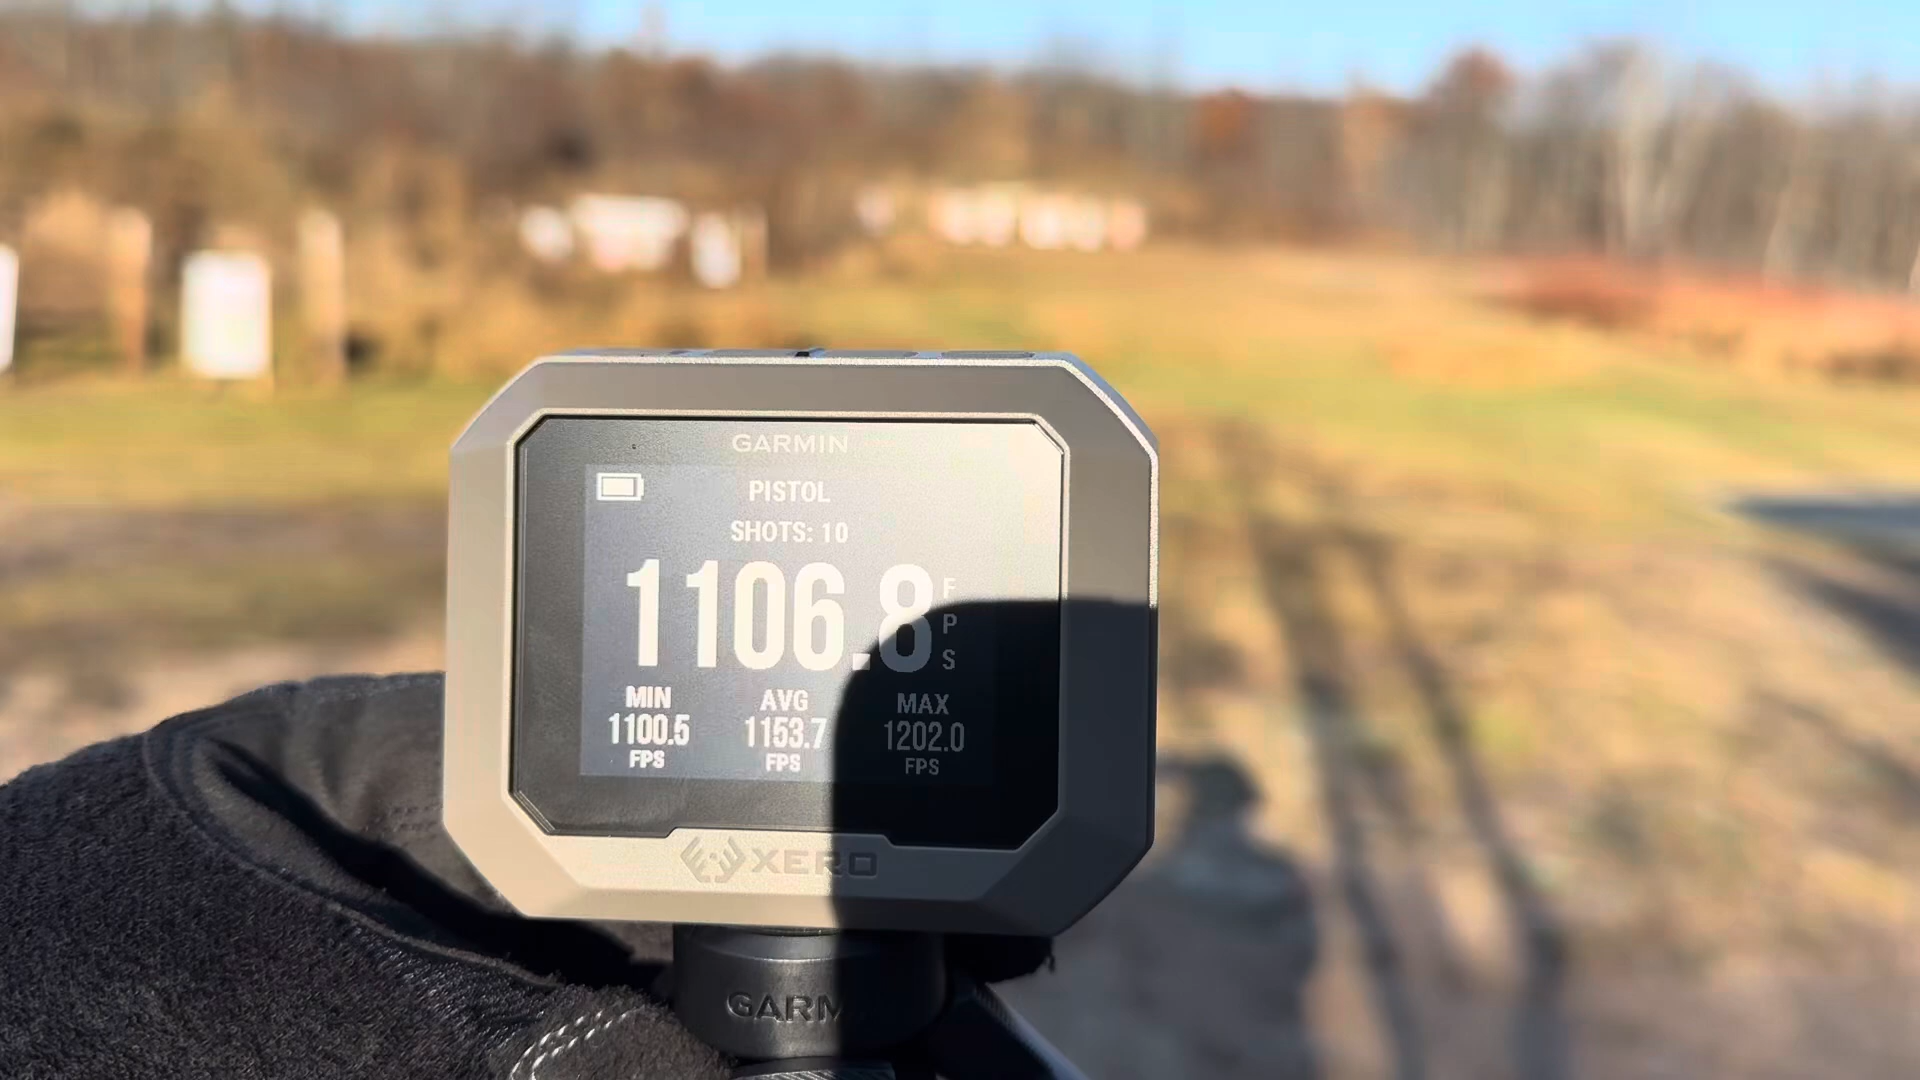 GARMIN
PISTOL
SHOTS: 10
1106.8 FPS
MIN AVG MAX
1100.5 1153.7 1202.0
FPS FPS FPS
XERO
GARM